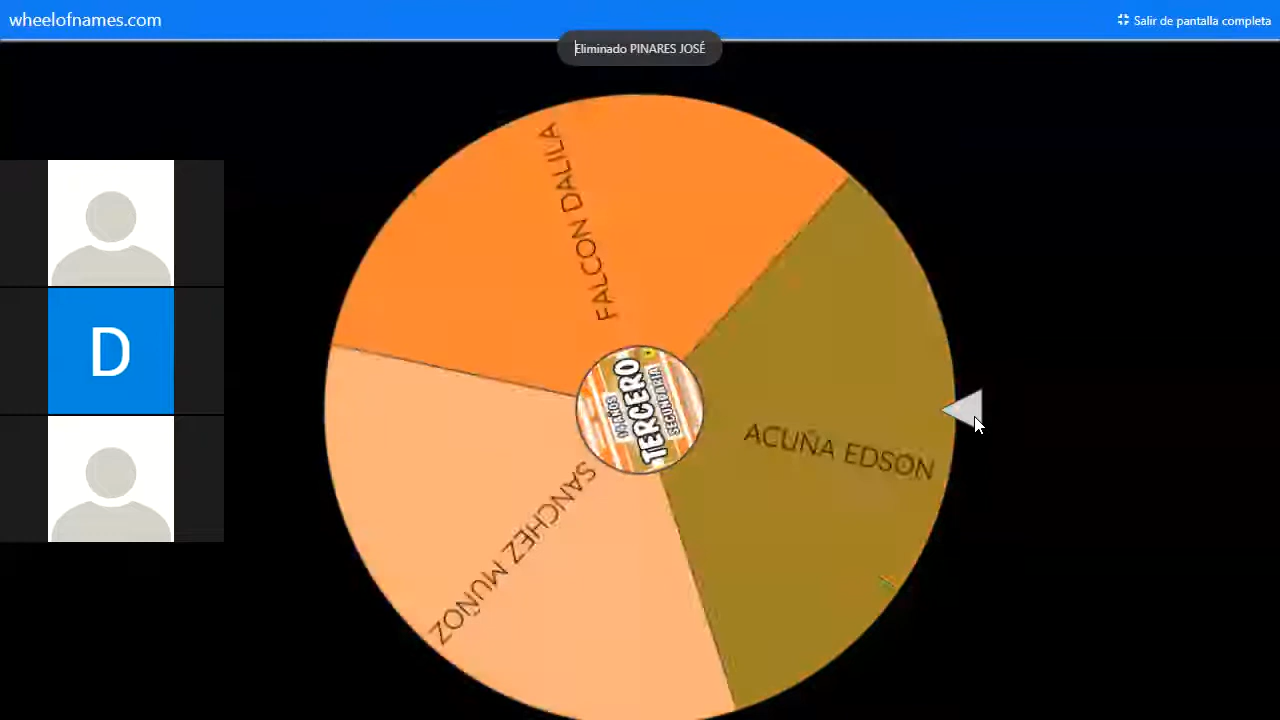 wheelofnames.com
Salir de pantalla completa
Eliminado PINARES JOSÉ
FALCON DALILA
ACUÑA EDSON
SANCHEZ MUÑOZ
TERCERO
SECUNDARIA
D